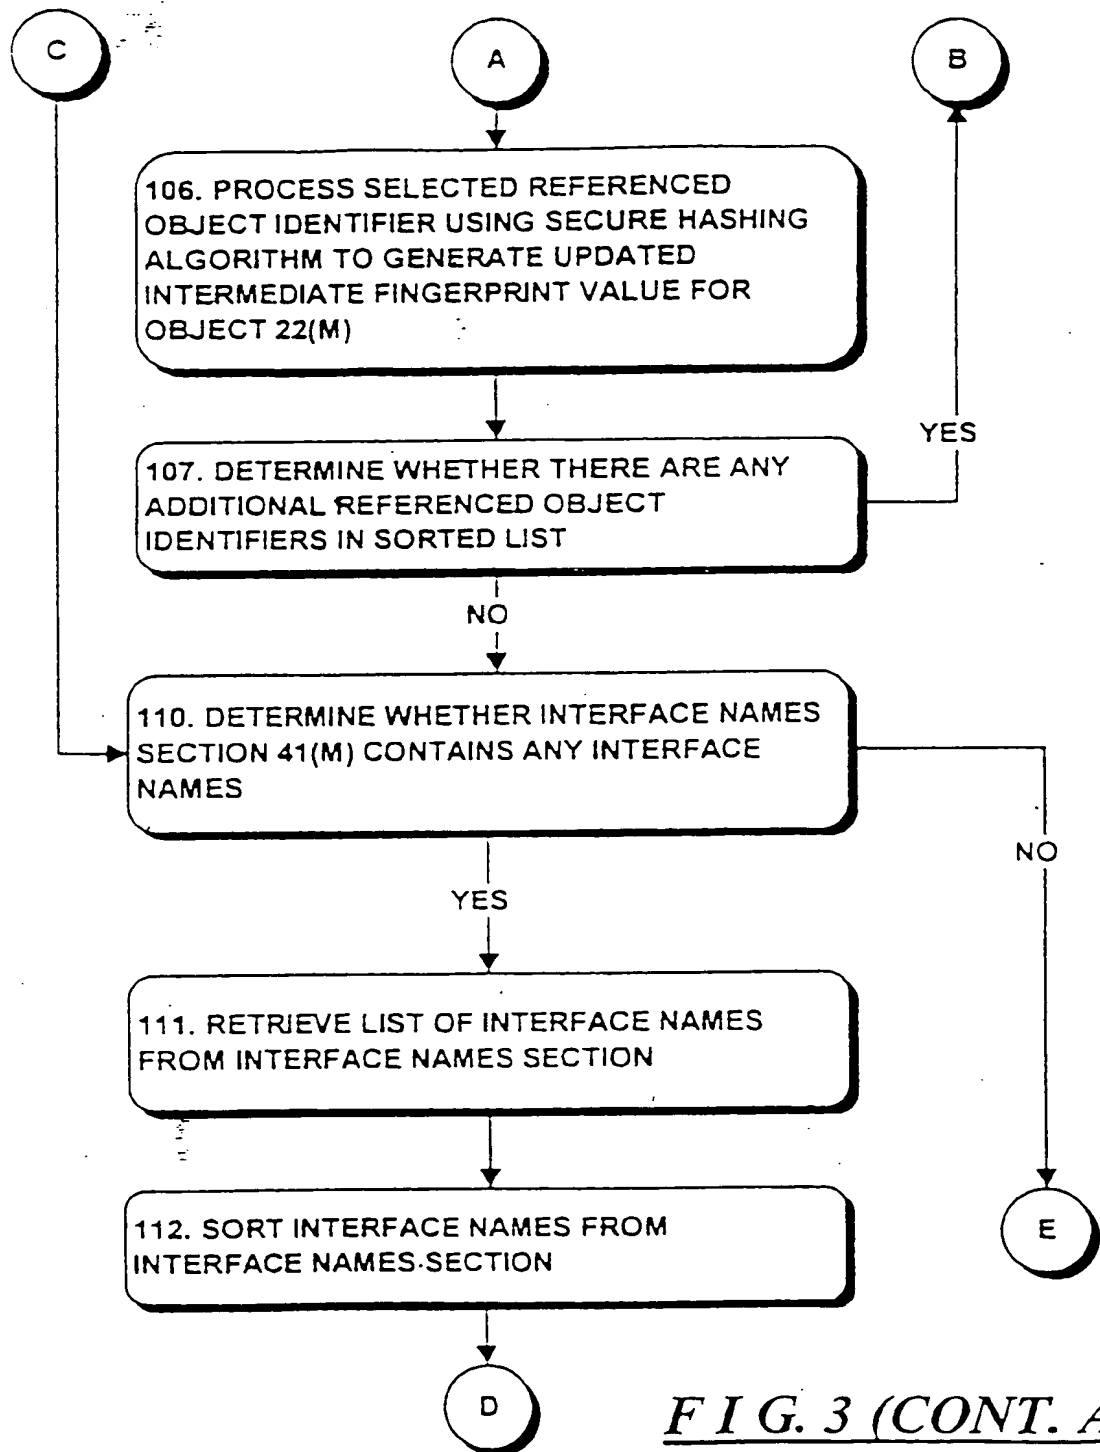 C
A
B
106. PROCESS SELECTED REFERENCED
OBJECT IDENTIFIER USING SECURE HASHING
ALGORITHM TO GENERATE UPDATED
INTERMEDIATE FINGERPRINT VALUE FOR
OBJECT 22(M)
YES
107. DETERMINE WHETHER THERE ARE ANY
ADDITIONAL REFERENCED OBJECT
IDENTIFIERS IN SORTED LIST
NO
110. DETERMINE WHETHER INTERFACE NAMES
SECTION 41(M) CONTAINS ANY INTERFACE
NAMES
NO
YES
111. RETRIEVE LIST OF INTERFACE NAMES
FROM INTERFACE NAMES SECTION
112. SORT INTERFACE NAMES FROM
INTERFACE NAMES SECTION
E
D
FIG. 3 (CONT. A